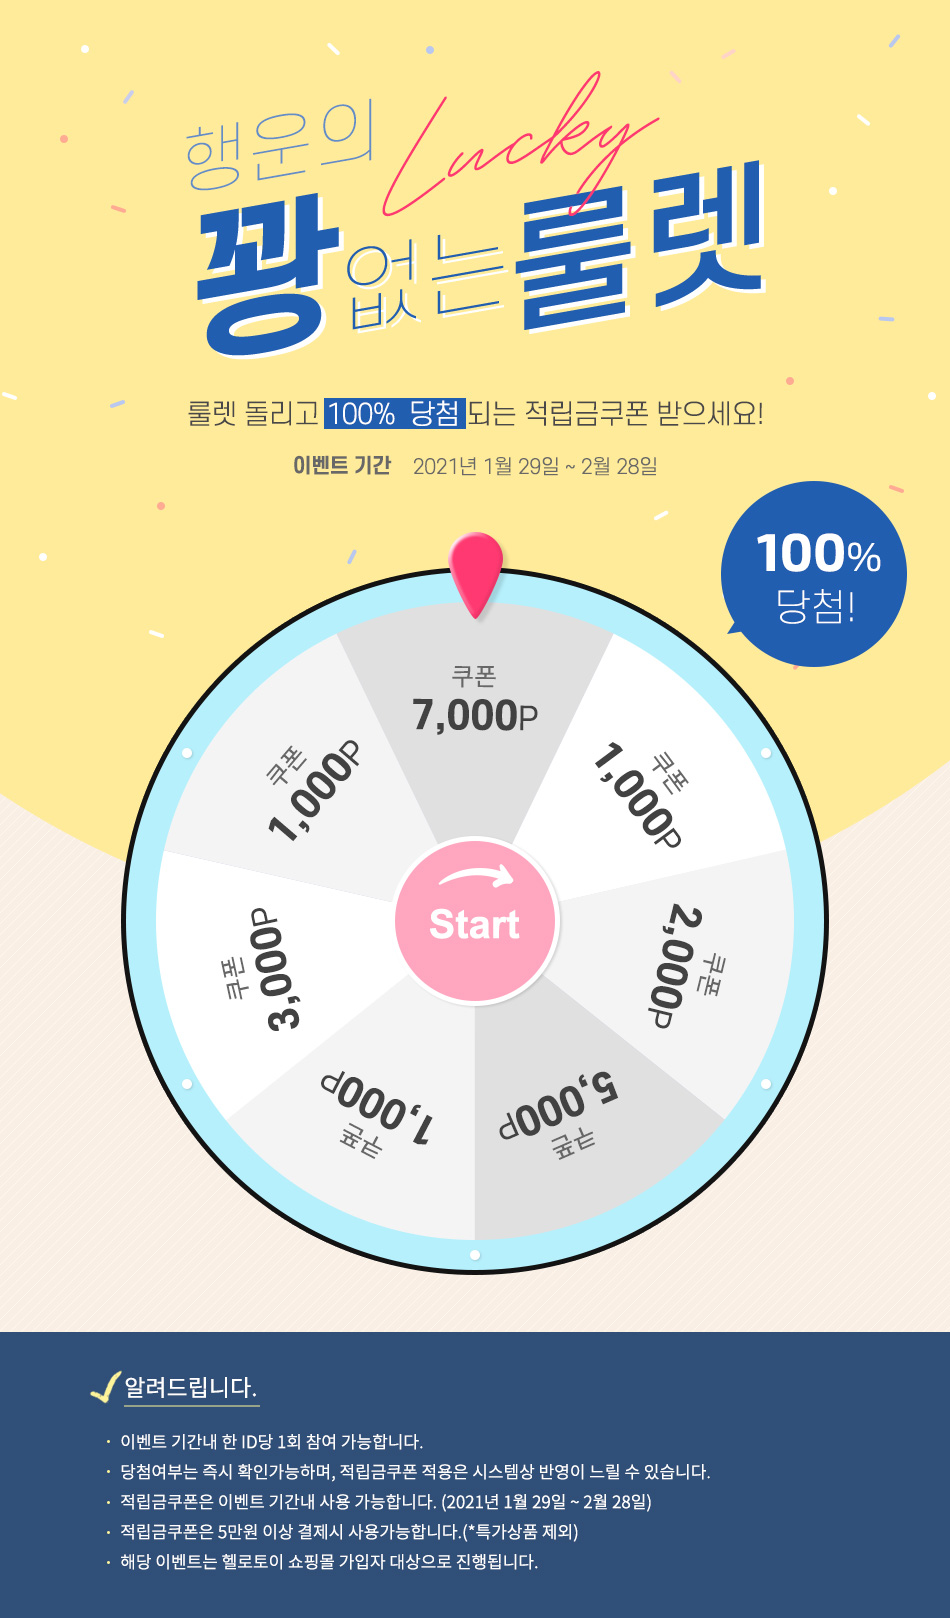 행운의 Lucky
꽝없는룰렛
룰렛 돌리고 100% 당첨 되는 적립금쿠폰 받으세요!
이벤트 기간 2021년 1월 29일 ~ 2월 28일
100%
당첨!
쿠폰
7,000P
쿠폰
1,000P
쿠폰
1,000P
쿠폰
2,000P
쿠폰
3,000P
Start
쿠폰
5,000P
쿠폰
1,000P
알려드립니다.
· 이벤트 기간내 한 ID당 1회 참여 가능합니다.
· 당첨여부는 즉시 확인가능하며, 적립금쿠폰 적용은 시스템상 반영이 느릴 수 있습니다.
· 적립금쿠폰은 이벤트 기간내 사용 가능합니다. (2021년 1월 29일 ~ 2월 28일)
· 적립금쿠폰은 5만원 이상 결제시 사용가능합니다.(*특가상품 제외)
· 해당 이벤트는 헬로토이 쇼핑몰 가입자 대상으로 진행됩니다.